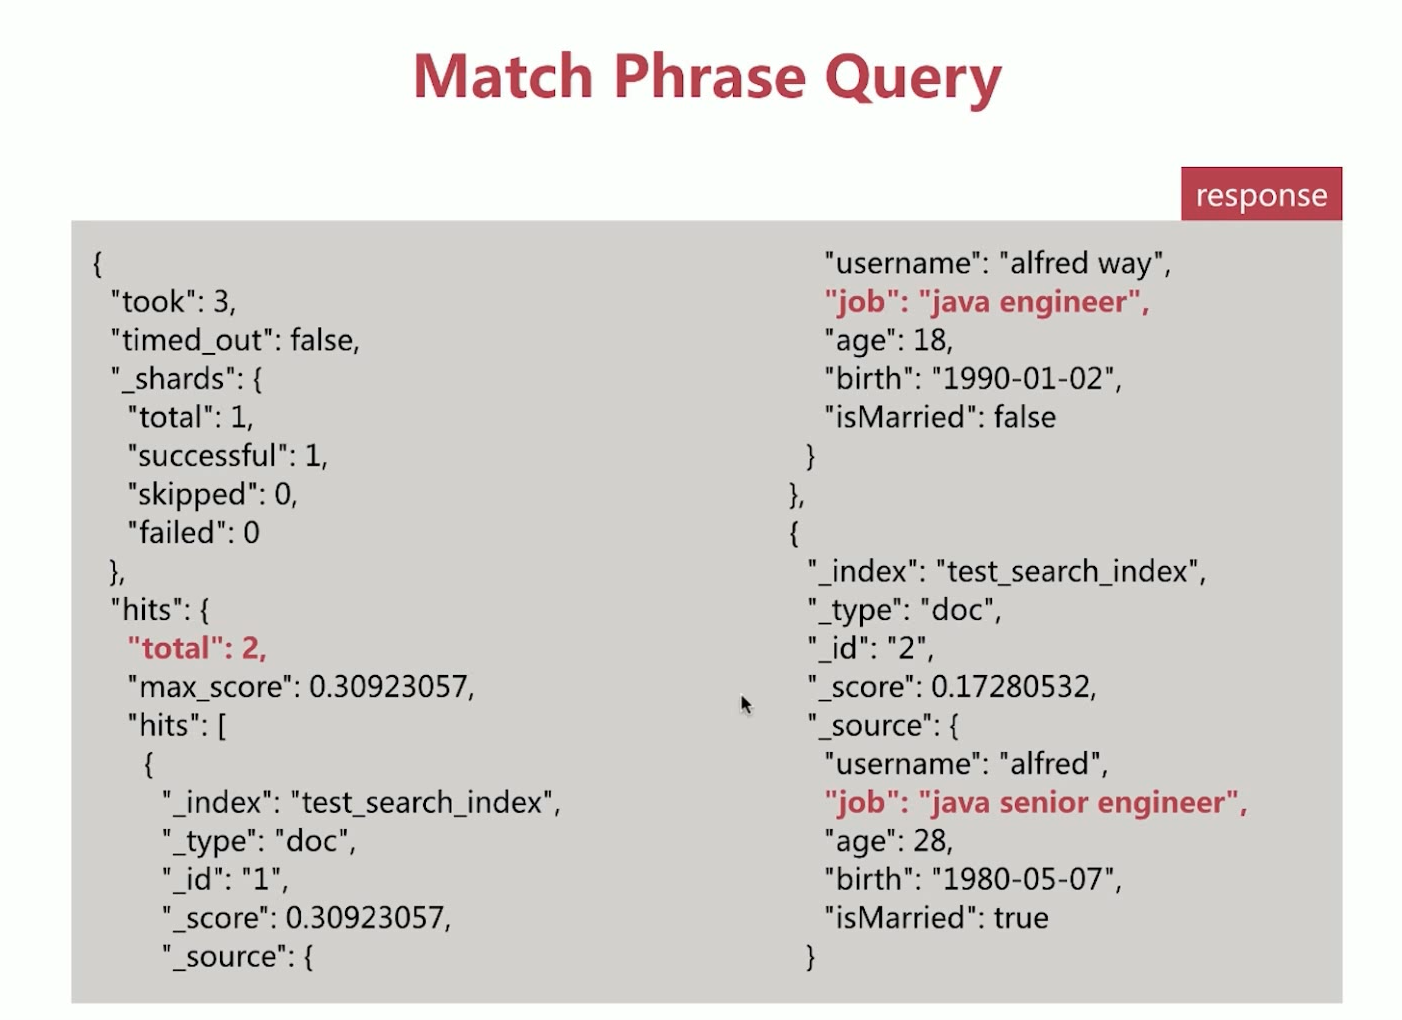 Match Phrase Query
response
{
"took": 3,
"timed_out": false,
"_shards": {
"total": 1,
"successful": 1,
"skipped": 0,
"failed": 0
},
"hits": {
"total": 2,
"max_score": 0.30923057,
"hits": [
{
"_index": "test_search_index",
"_type": "doc",
"_id": "1",
"_score": 0.30923057,
"_source": {
"username": "alfred way",
"job": "java engineer",
"age": 18,
"birth": "1990-01-02",
"isMarried": false
}
},
{
"_index": "test_search_index",
"_type": "doc",
"_id": "2",
"_score": 0.17280532,
"_source": {
"username": "alfred",
"job": "java senior engineer",
"age": 28,
"birth": "1980-05-07",
"isMarried": true
}